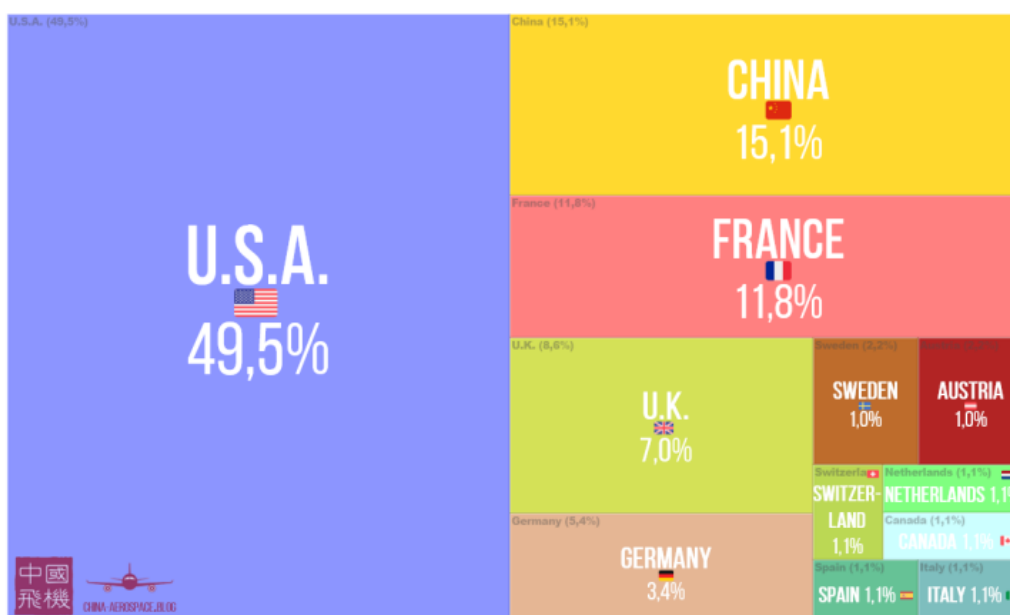 U.S.A. (49,5%)
U.S.A.
49,5%
中國
飛機
CHINA-AEROSPACE.BLOG
China (15,1%)
CHINA
15,1%
France (11,8%)
FRANCE
11,8%
U.K. (8,6%)
U.K.
7,0%
Germany (5,4%)
GERMANY
3,4%
Sweden (2,2%)
SWEDEN
1,0%
AUSTRIA
1,0%
Switzerla
SWITZER-
LAND
1,1%
Netherlands (1,1%)
NETHERLANDS 1,1
Canada (1,1%)
CANADA 1,1%
Spain (1,1%)
SPAIN 1,1%
Italy (1,1%)
ITALY 1,1%